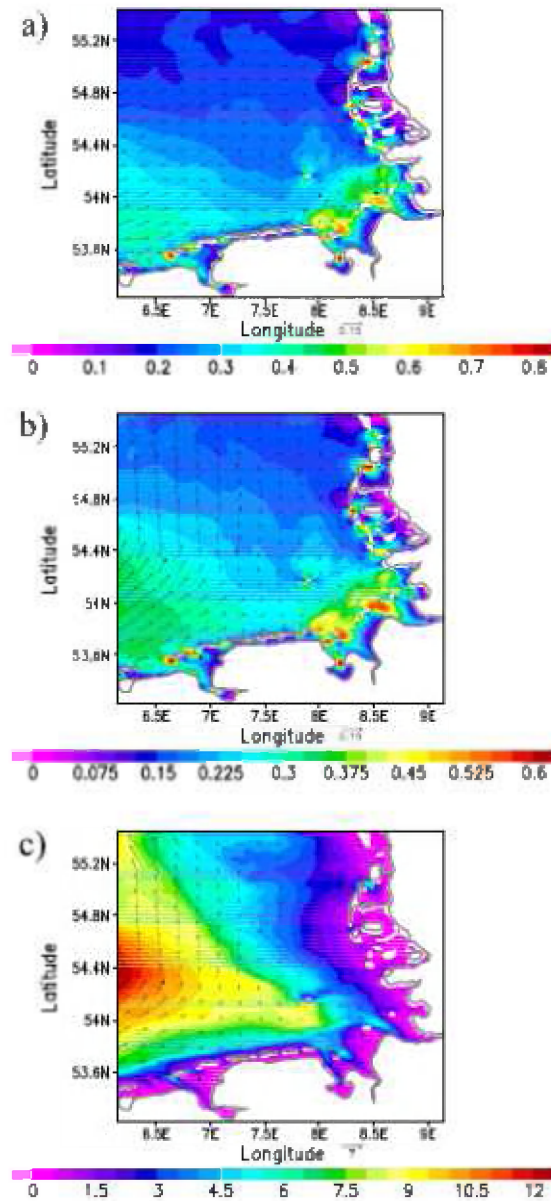 a)
55.2N
54.8N
54.4N
54N
53.6N
Latitude
6.5E 7E 7.5E 8E 8.5E 9E
Longitude
0 0.1 0.2 0.3 0.4 0.5 0.6 0.7 0.8
b)
55.2N
54.8N
54.4N
54N
53.6N
Latitude
6.5E 7E 7.5E 8E 8.5E 9E
Longitude
0 0.075 0.15 0.225 0.3 0.375 0.45 0.525 0.6
c)
55.2N
54.8N
54.4N
54N
53.6N
Latitude
6.5E 7E 7.5E 8E 8.5E 9E
Longitude
0 1.5 3 4.5 6 7.5 9 10.5 12